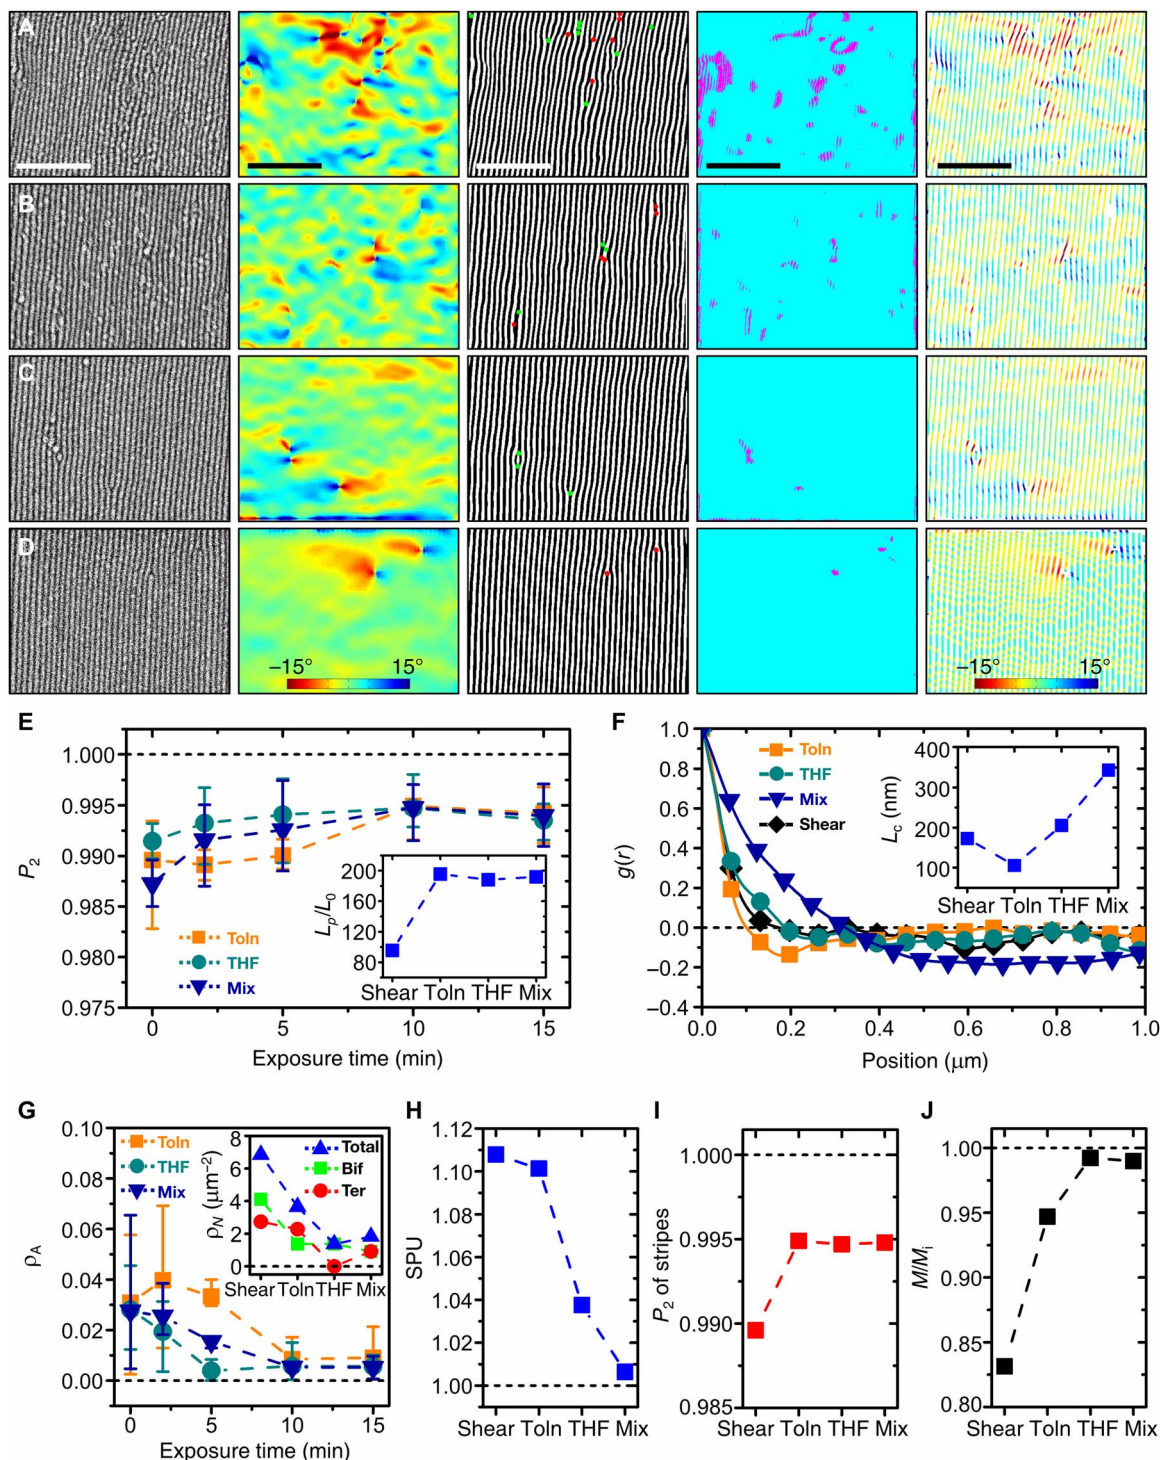 A
B
C
D
−15° 15°
−15° 15°
E
P2
1.000
0.995
0.990
0.985
0.980
0.975
0 5 10 15
Exposure time (min)
Toln
THF
Mix
Lp/L0
200
160
120
80
Shear Toln THF Mix
F
g(r)
1.0
0.8
0.6
0.4
0.2
0.0
−0.2
−0.4
0.0 0.2 0.4 0.6 0.8 1.0
Position (μm)
Toln
THF
Mix
Shear
Lc (nm)
400
300
200
100
Shear Toln THF Mix
G
ρA
0.10
0.08
0.06
0.04
0.02
0.00
0 5 10 15
Exposure time (min)
Toln
THF
Mix
ρN (μm−2)
8
6
4
2
0
Total
Bif
Ter
Shear Toln THF Mix
H
SPU
1.12
1.10
1.08
1.06
1.04
1.02
1.00
Shear Toln THF Mix
I
P2 of stripes
1.000
0.995
0.990
0.985
Shear Toln THF Mix
J
M/Mi
1.00
0.95
0.90
0.85
0.80
Shear Toln THF Mix